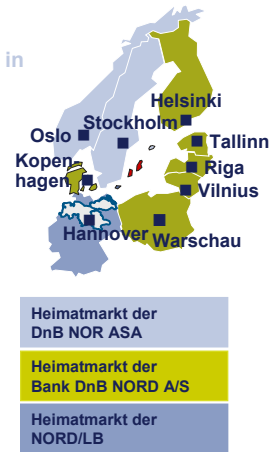 in
Helsinki
Stockholm
Oslo
Tallinn
Kopen-
hagen
Riga
Vilnius
Hannover
Warschau
Heimatmarkt der
DnB NOR ASA
Heimatmarkt der
Bank DnB NORD A/S
Heimatmarkt der
NORD/LB